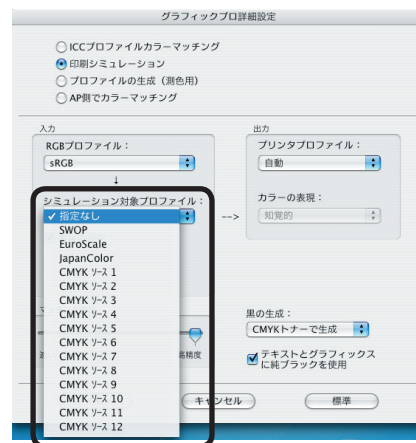 グラフィックプロ詳細設定
ICCプロファイルカラーマッチング
印刷シミュレーション
プロファイルの生成（測色用）
AP側でカラーマッチング
入力
RGBプロファイル：
sRGB
↓
シミュレーション対象プロファイル：
✓ 指定なし
SWOP
EuroScale
JapanColor
CMYK ソース 1
CMYK ソース 2
CMYK ソース 3
CMYK ソース 4
CMYK ソース 5
CMYK ソース 6
CMYK ソース 7
CMYK ソース 8
CMYK ソース 9
CMYK ソース 10
CMYK ソース 11
CMYK ソース 12
-->
出力
プリンタプロファイル：
自動
カラーの表現：
知覚的
高精度
黒の生成：
CMYKトナーで生成
テキストとグラフィックス
に純ブラックを使用
キャンセル
標準